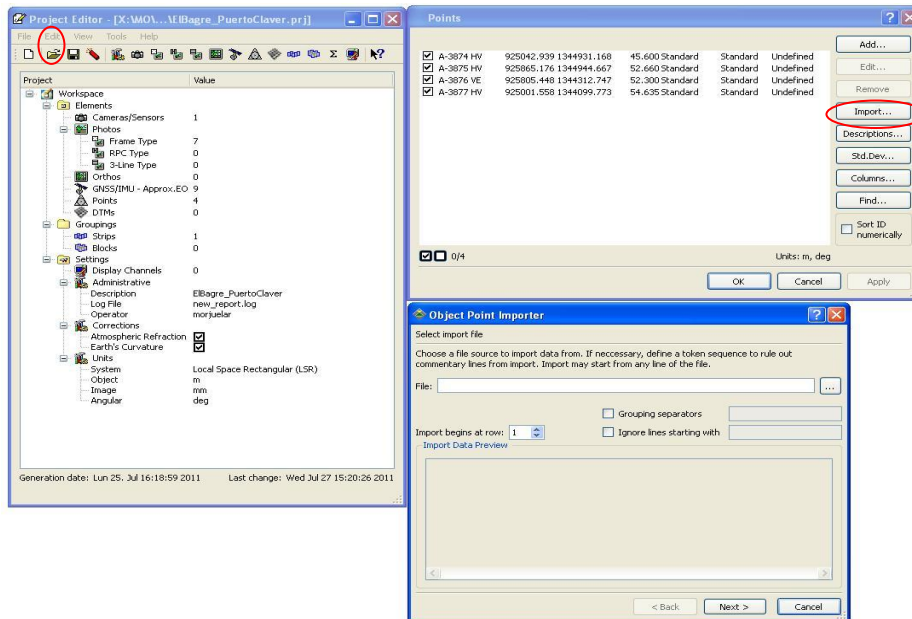 Project Editor - [X:\MO\...\ElBagre_PuertoClaver.prj]
File Edit View Tools Help
Project Value
Workspace
Elements
Cameras/Sensors 1
Photos
Frame Type 7
RPC Type 0
3-Line Type 0
Orthos 0
GNSS/IMU - Approx.EO 9
Points 4
DTMs 0
Groupings
Strips 1
Blocks 0
Settings
Display Channels 0
Administrative
Description ElBagre_PuertoClaver
Log File new_report.log
Operator morjuelar
Corrections
Atmospheric Refraction
Earth's Curvature
Units
System Local Space Rectangular (LSR)
Object m
Image mm
Angular deg
Generation date: Lun 25. Jul 16:18:59 2011 Last change: Wed Jul 27 15:20:26 2011
Points
A-3874 HV 925042.939 1344931.168 45.600 Standard Standard Undefined
A-3875 HV 925865.176 1344944.667 52.660 Standard Standard Undefined
A-3876 VE 925805.448 1344312.747 52.300 Standard Standard Undefined
A-3877 HV 925001.558 1344099.773 54.635 Standard Standard Undefined
Add...
Edit...
Remove
Import...
Descriptions...
Std.Dev...
Columns...
Find...
Sort ID
numerically
0/4 Units: m, deg
OK Cancel Apply
Object Point Importer
Select import file
Choose a file source to import data from. If neccessary, define a token sequence to rule out
commentary lines from import. Import may start from any line of the file.
File: ...
Grouping separators
Import begins at row: 1 Ignore lines starting with
Import Data Preview
< Back Next > Cancel